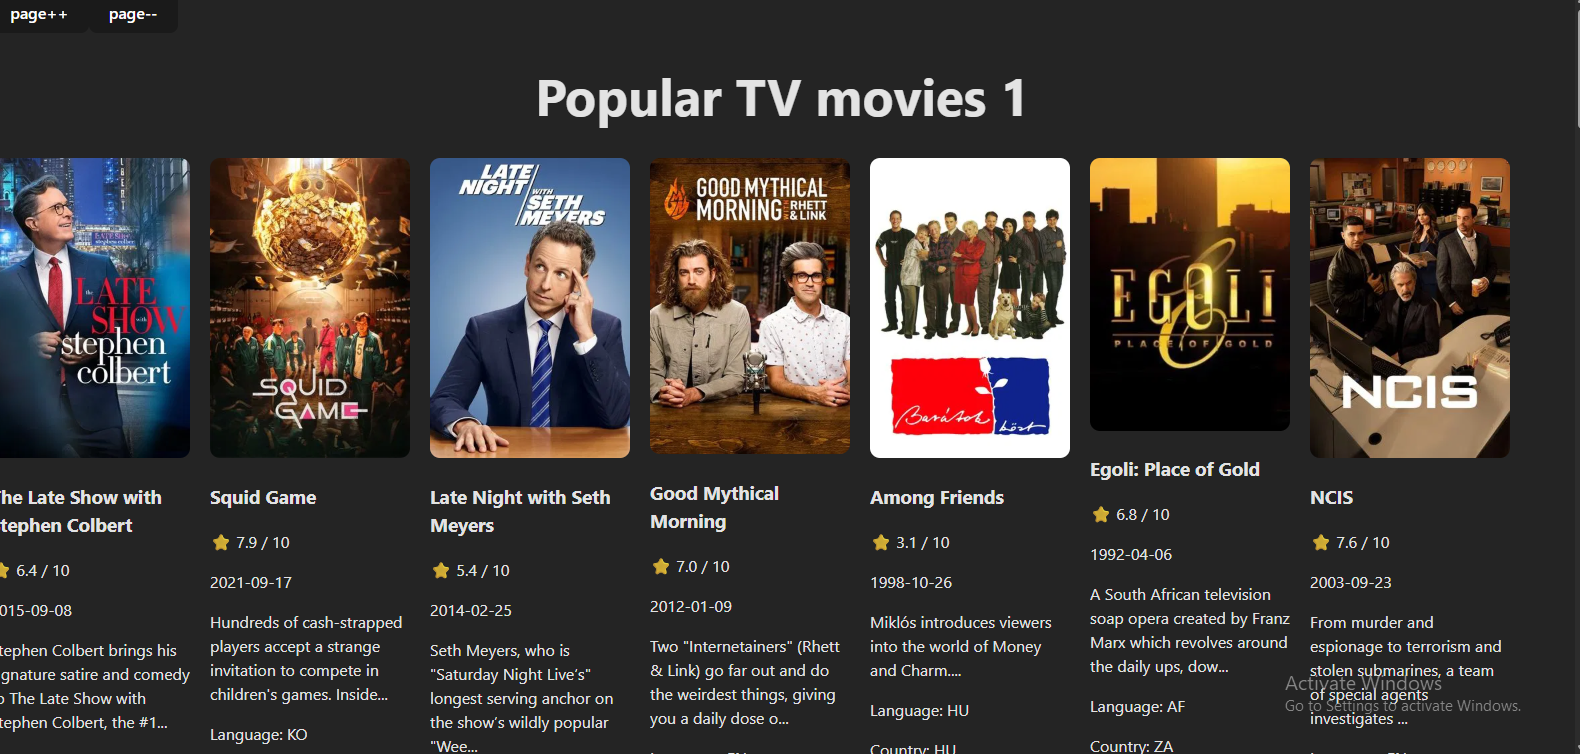 page++ page--
Popular TV movies 1
the
LATE
SHOW
with
stephen
colbert
The Late Show with
Stephen Colbert
6.4 / 10
2015-09-08
Stephen Colbert brings his
signature satire and comedy
to The Late Show with
Stephen Colbert, the #1...
SQUID
GAME
Squid Game
7.9 / 10
2021-09-17
Hundreds of cash-strapped
players accept a strange
invitation to compete in
children's games. Inside...
Language: KO
LATE
NIGHT WITH
SETH
MEYERS
Late Night with Seth
Meyers
5.4 / 10
2014-02-25
Seth Meyers, who is
"Saturday Night Live's"
longest serving anchor on
the show's wildly popular
"Wee...
GOOD MYTHICAL
MORNING WITH RHETT
& LINK
Good Mythical
Morning
7.0 / 10
2012-01-09
Two "Internetainers" (Rhett
& Link) go far out and do
the weirdest things, giving
you a daily dose o...
Barátok
közt
Among Friends
3.1 / 10
1998-10-26
Miklós introduces viewers
into the world of Money
and Charm....
Language: HU
Country: HU
EGOLI
PLACE OF GOLD
Egoli: Place of Gold
6.8 / 10
1992-04-06
A South African television
soap opera created by Franz
Marx which revolves around
the daily ups, dow...
Language: AF
Country: ZA
NCIS
NCIS
7.6 / 10
2003-09-23
From murder and
espionage to terrorism and
stolen submarines, a team
of special agents
investigates ...
Activate Windows
Go to Settings to activate Windows.